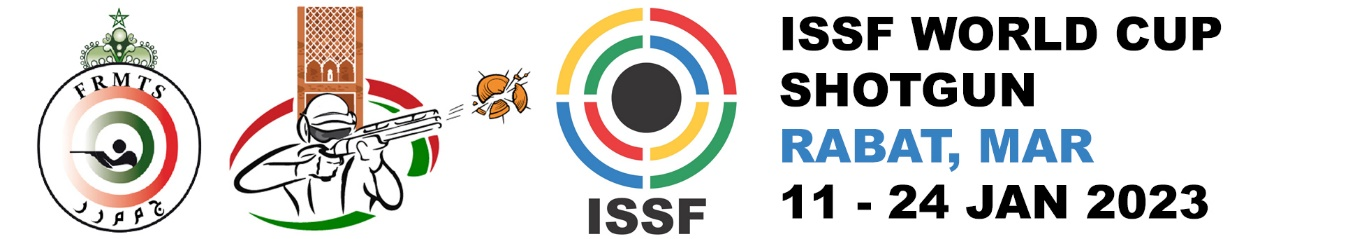 FRMTS
ج م م ر ر
ISSF
ISSF WORLD CUP
SHOTGUN
RABAT, MAR
11 - 24 JAN 2023